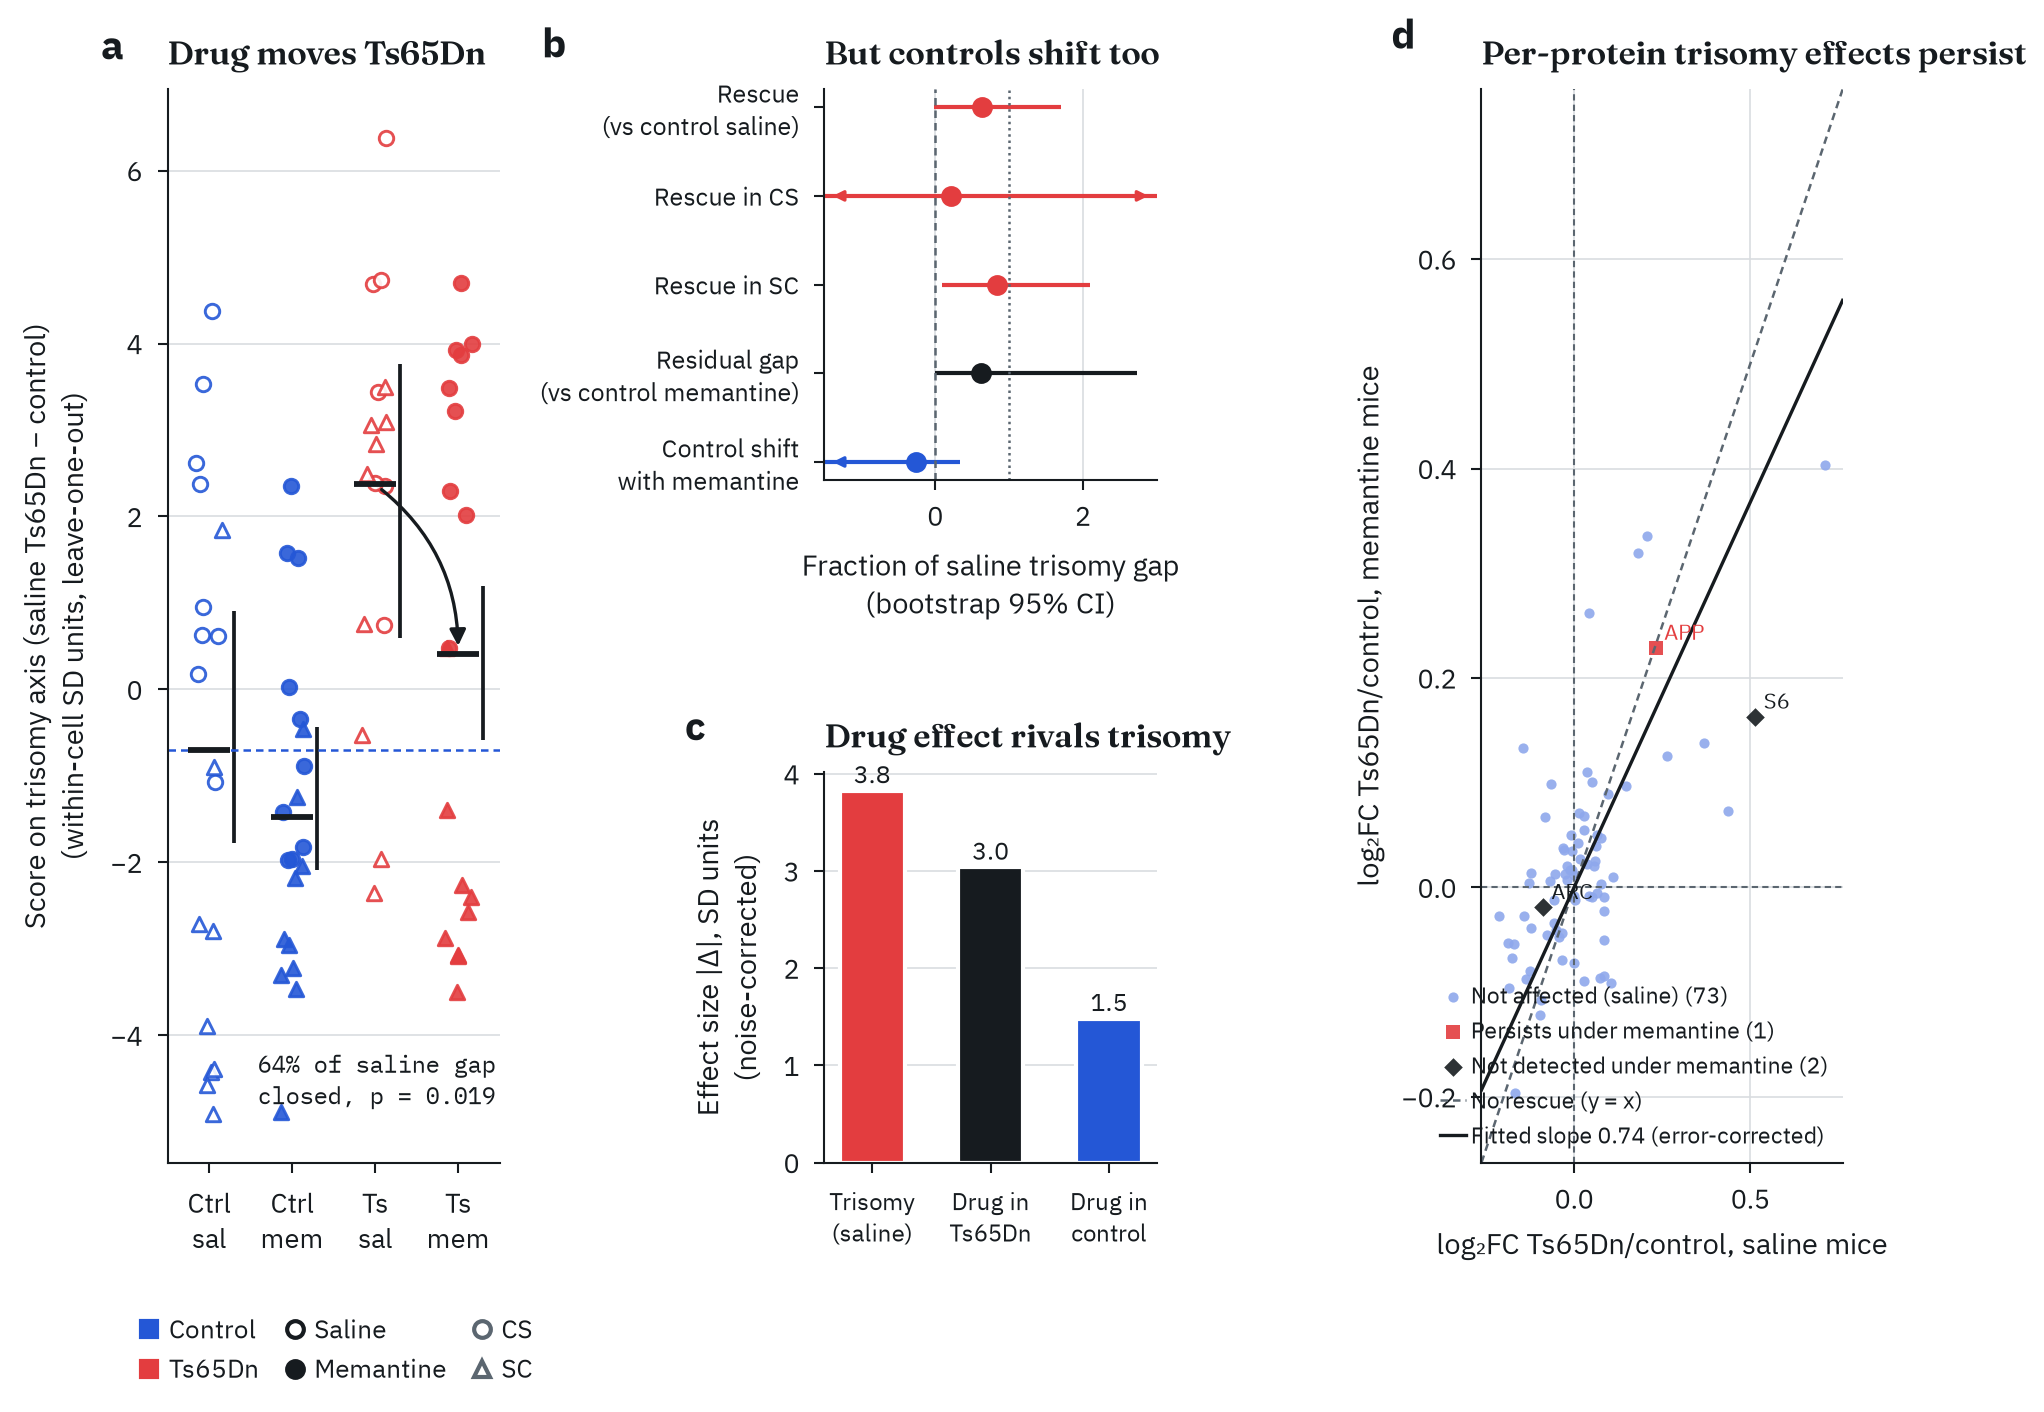 a
Drug moves Ts65Dn
Score on trisomy axis (saline Ts65Dn – control)
(within-cell SD units, leave-one-out)
6
4
2
0
−2
−4
64% of saline gap
closed, p = 0.019
Ctrl
sal
Ctrl
mem
Ts
sal
Ts
mem
Control
Ts65Dn
Saline
Memantine
CS
SC
b
But controls shift too
Rescue
(vs control saline)
Rescue in CS
Rescue in SC
Residual gap
(vs control memantine)
Control shift
with memantine
0
2
Fraction of saline trisomy gap
(bootstrap 95% CI)
c
Drug effect rivals trisomy
Effect size |Δ|, SD units
(noise-corrected)
4
3
2
1
0
3.8
3.0
1.5
Trisomy
(saline)
Drug in
Ts65Dn
Drug in
control
d
Per-protein trisomy effects persist
log₂FC Ts65Dn/control, memantine mice
0.6
0.4
0.2
0.0
−0.2
APP
S6
ARC
Not affected (saline) (73)
Persists under memantine (1)
Not detected under memantine (2)
No rescue (y = x)
Fitted slope 0.74 (error-corrected)
0.0
0.5
log₂FC Ts65Dn/control, saline mice